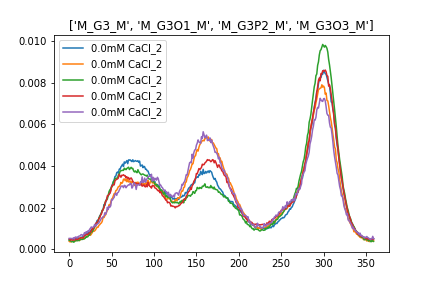 ['M_G3_M', 'M_G3O1_M', 'M_G3P2_M', 'M_G3O3_M']
0.010
0.008
0.006
0.004
0.002
0.000
0.0mM CaCl_2
0.0mM CaCl_2
0.0mM CaCl_2
0.0mM CaCl_2
0.0mM CaCl_2
0 50 100 150 200 250 300 350